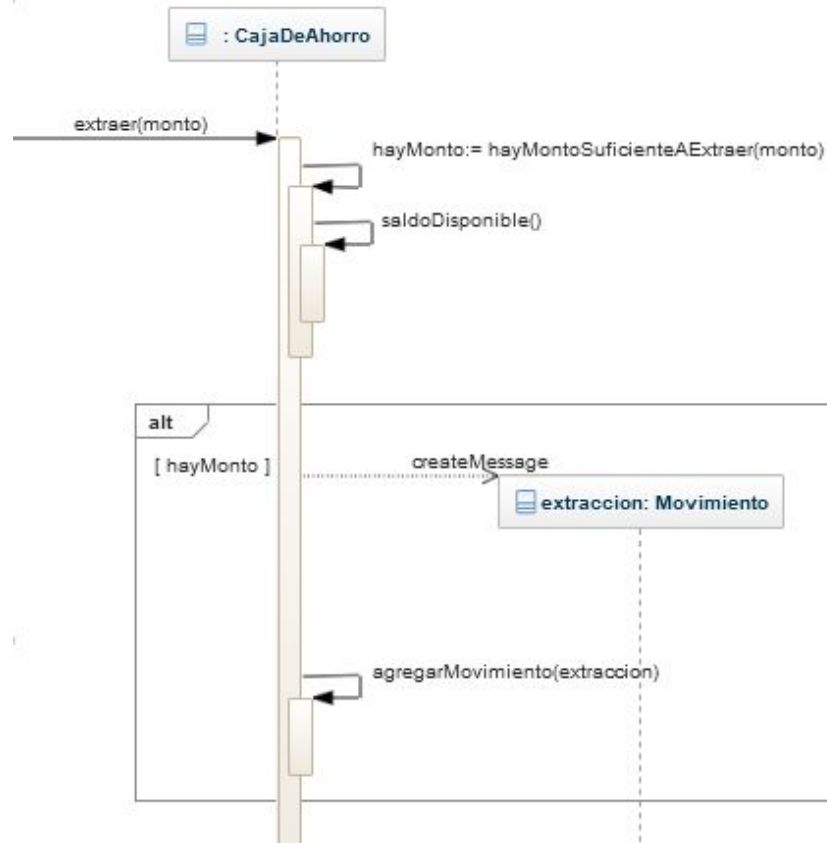 : CajaDeAhorro
extraer(monto)
hayMonto:= hayMontoSuficienteAExtraer(monto)
saldoDisponible()
alt
[ hayMonto ]
createMessage
extraccion: Movimiento
agregarMovimiento(extraccion)